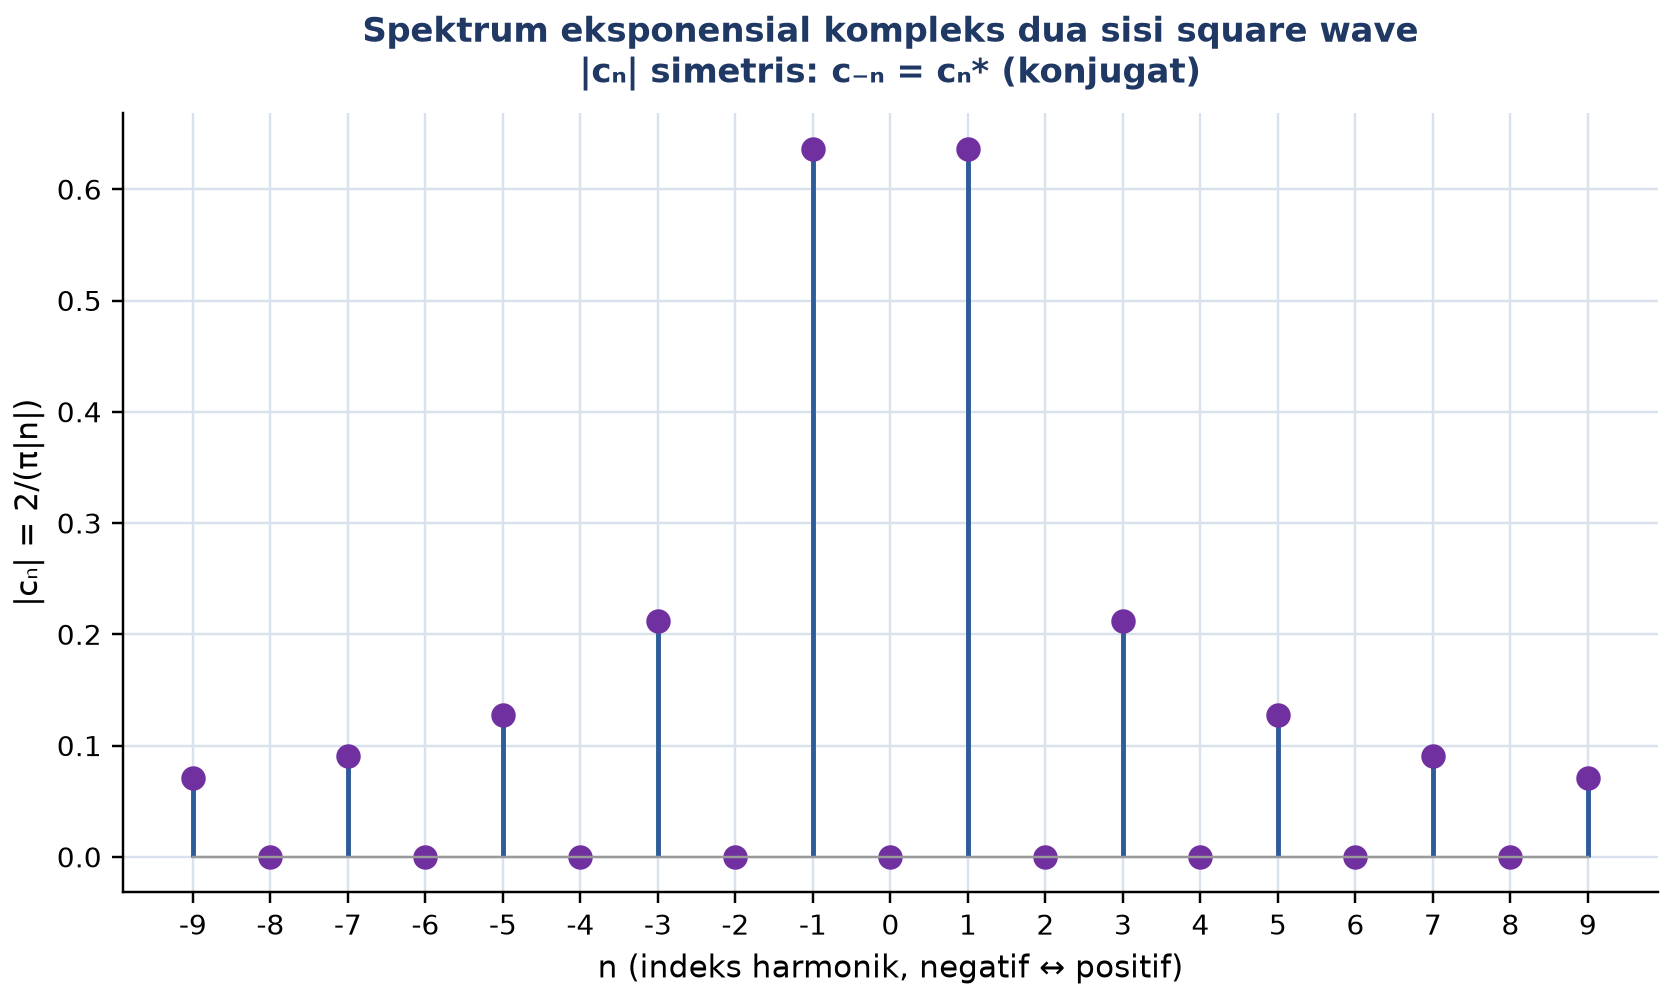 Spektrum eksponensial kompleks dua sisi square wave
|cₙ| simetris: c₋ₙ = cₙ* (konjugat)
|cₙ| = 2/(π|n|)
0.6
0.5
0.4
0.3
0.2
0.1
0.0
-9 -8 -7 -6 -5 -4 -3 -2 -1 0 1 2 3 4 5 6 7 8 9
n (indeks harmonik, negatif ↔ positif)